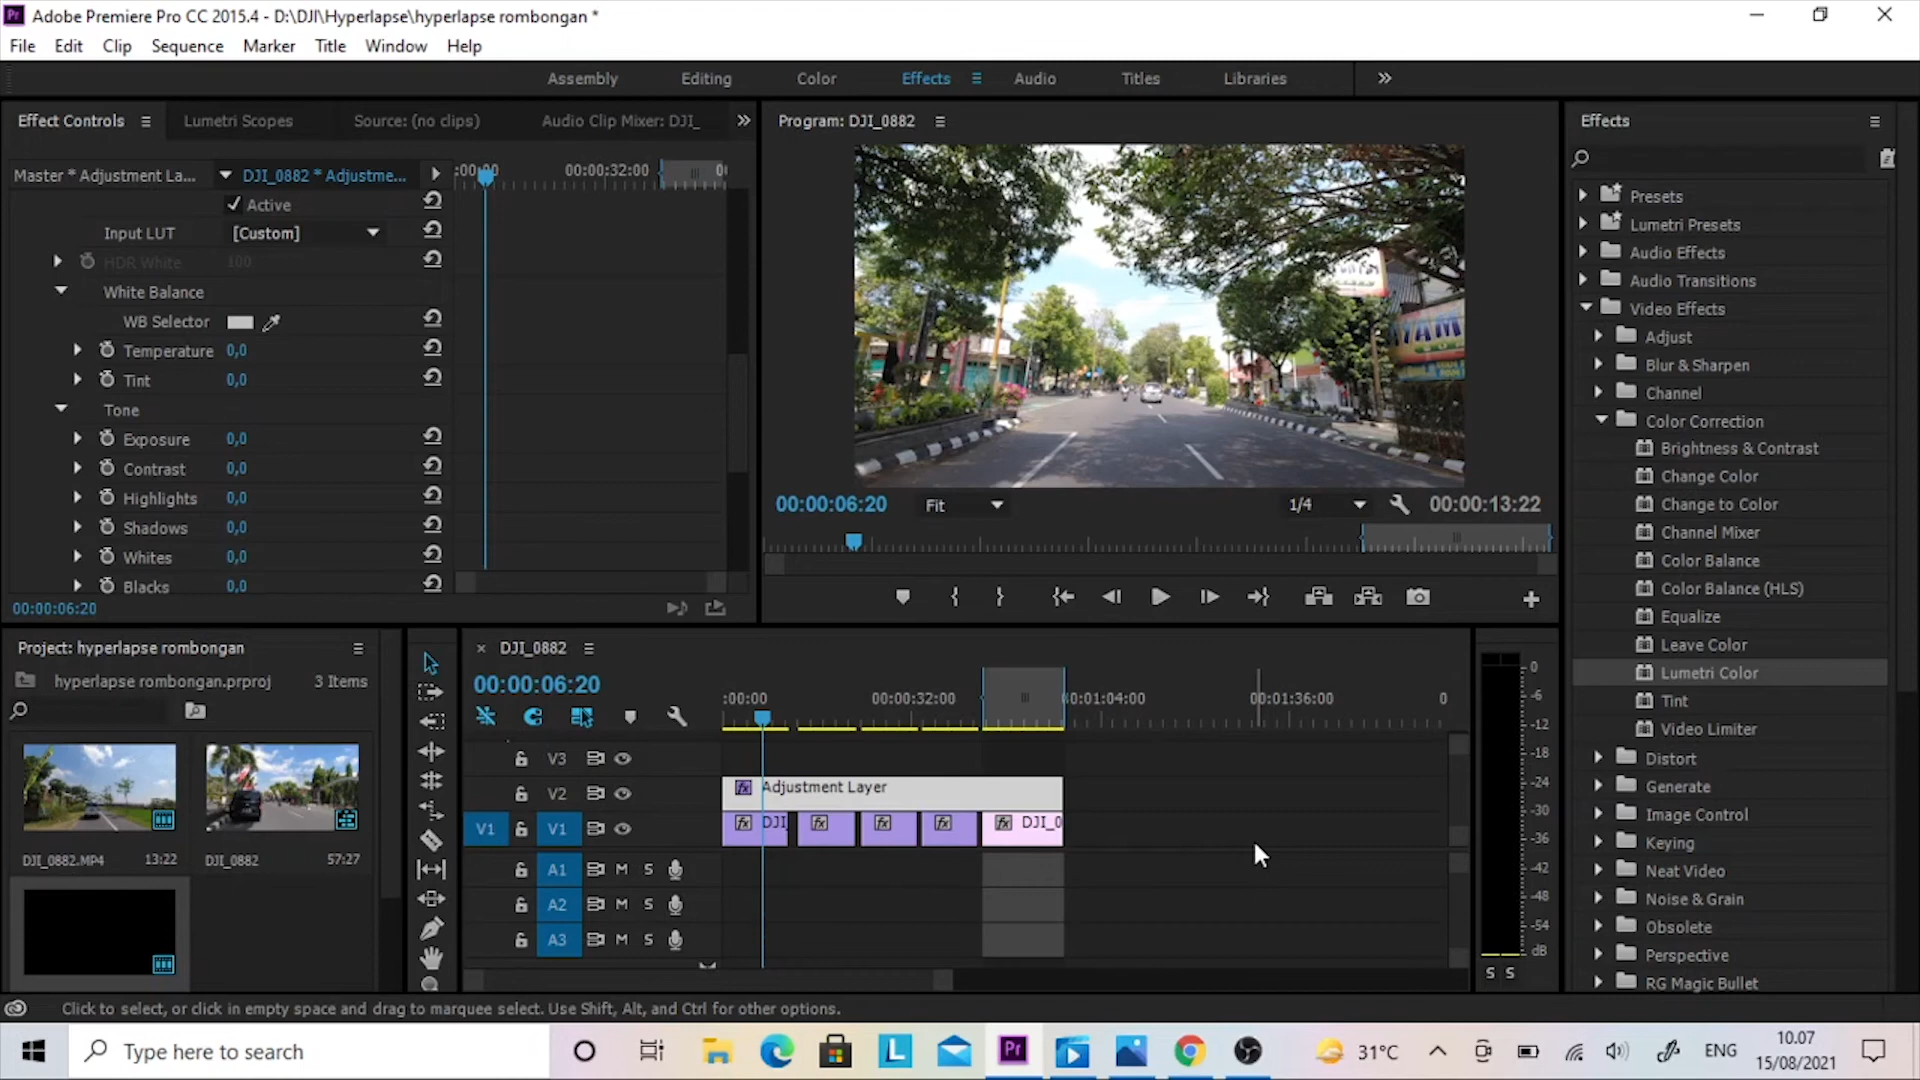 Adobe Premiere Pro CC 2015.4 - D:\DJI\Hyperlapse\hyperlapse rombongan *
File Edit Clip Sequence Marker Title Window Help
Assembly Editing Color Effects Audio Titles Libraries
Effect Controls Lumetri Scopes Source: (no clips) Audio Clip Mixer: DJI_
Master * Adjustment La... DJI_0882 * Adjustme...
:00:00 00:00:32:00
Active
Input LUT [Custom]
HDR White 100
White Balance
WB Selector
Temperature 0,0
Tint 0,0
Tone
Exposure 0,0
Contrast 0,0
Highlights 0,0
Shadows 0,0
Whites 0,0
Blacks 0,0
00:00:06:20
Program: DJI_0882
00:00:06:20 Fit 1/4 00:00:13:22
Effects
Presets
Lumetri Presets
Audio Effects
Audio Transitions
Video Effects
Adjust
Blur & Sharpen
Channel
Color Correction
Brightness & Contrast
Change Color
Change to Color
Channel Mixer
Color Balance
Color Balance (HLS)
Equalize
Leave Color
Lumetri Color
Tint
Video Limiter
Distort
Generate
Image Control
Keying
Neat Video
Noise & Grain
Obsolete
Perspective
RG Magic Bullet
Project: hyperlapse rombongan
hyperlapse rombongan.prproj 3 Items
DJI_0882.MP4 13:22 DJI_0882 57:27
DJI_0882
00:00:06:20
:00:00 00:00:32:00 00:01:04:00 00:01:36:00 0
V3
V2 Adjustment Layer
V1 V1 DJI_ DJI_0
A1 M S
A2 M S
A3 M S
0
-6
-12
-18
-24
-30
-36
-42
-48
-54
dB
S S
Click to select, or click in empty space and drag to marquee select. Use Shift, Alt, and Ctrl for other options.
Type here to search
31°C ENG 10.07
15/08/2021